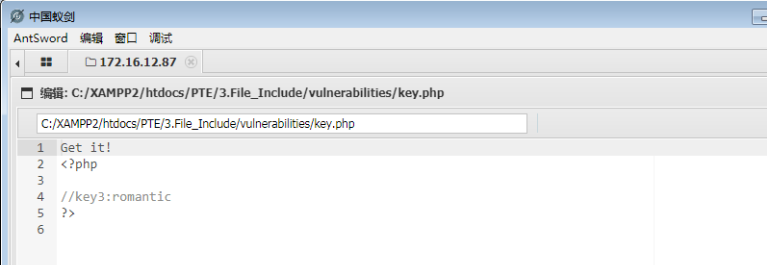 中国蚁剑
AntSword 编辑 窗口 调试
172.16.12.87
编辑: C:/XAMPP2/htdocs/PTE/3.File_Include/vulnerabilities/key.php
C:/XAMPP2/htdocs/PTE/3.File_Include/vulnerabilities/key.php
1 Get it!
2 <?php
3
4 //key3:romantic
5 ?>
6